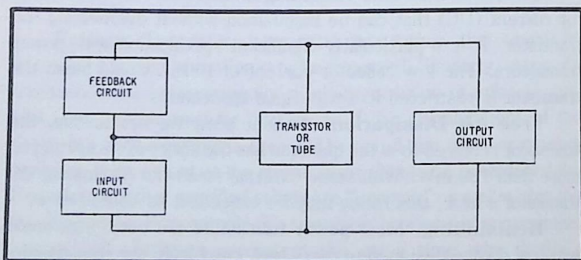 FEEDBACK
CIRCUIT
INPUT
CIRCUIT
TRANSISTOR
OR
TUBE
OUTPUT
CIRCUIT